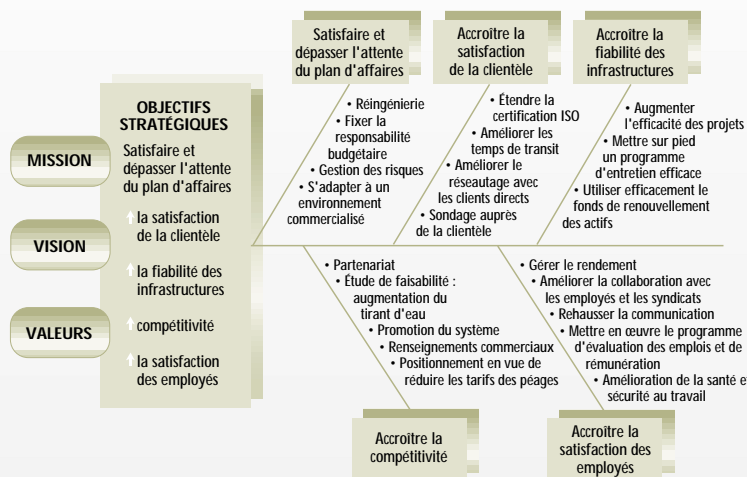 MISSION
VISION
VALEURS
OBJECTIFS
STRATÉGIQUES
Satisfaire et
dépasser l'attente
du plan d'affaires
la satisfaction
de la clientèle
la fiabilité des
infrastructures
compétitivité
la satisfaction
des employés
Satisfaire et
dépasser l'attente
du plan d'affaires
• Réingénierie
• Fixer la
responsabilité
budgétaire
• Gestion des risques
• S'adapter à un
environnement
commercialisé
Accroître la
satisfaction
de la clientèle
• Étendre la
certification ISO
• Améliorer les
temps de transit
• Améliorer le
réseautage avec
les clients directs
• Sondage auprès
de la clientèle
Accroître la
fiabilité des
infrastructures
• Augmenter
l'efficacité des projets
• Mettre sur pied
un programme
d'entretien efficace
• Utiliser efficacement le
fonds de renouvellement
des actifs
• Partenariat
• Étude de faisabilité :
augmentation du
tirant d'eau
• Promotion du système
• Renseignements commerciaux
• Positionnement en vue de
réduire les tarifs des péages
Accroître la
compétitivité
• Gérer le rendement
• Améliorer la collaboration avec
les employés et les syndicats
• Rehausser la communication
• Mettre en œuvre le programme
d'évaluation des emplois et de
rémunération
• Amélioration de la santé e
sécurité au travail
Accroître la
satisfaction des
employés